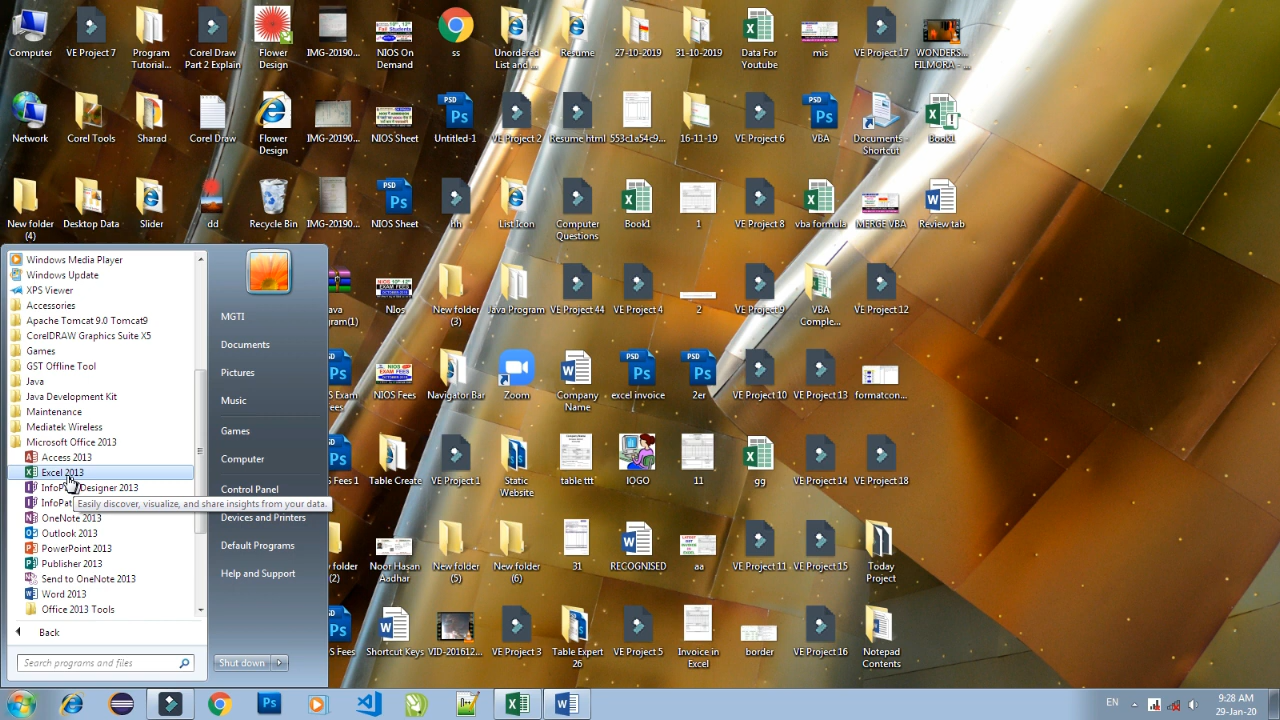 Computer
VE Project
Program
Tutorial...
Corel Draw
Part 2 Explain
Flower
Design
IMG-20190...
NIOS On
Demand
ss
Unordered
List and ...
Resume
27-10-2019
31-10-2019
Data For
Youtube
mis
VE Project 17
WONDERS...
FILMORA - ...
Network
Corel Tools
Sharad
Corel Draw
Flower
Design
IMG-20190...
NIOS Sheet
Untitled-1
VE Project 2
Resume html
553c1a54c9...
16-11-19
VE Project 6
VBA
Documents -
Shortcut
Book1
New folder
(4)
Desktop Data
Slider
dd
Recycle Bin
IMG-20190...
NIOS Sheet
hh
List Icon
Computer
Questions
Book1
1
VE Project 8
vba formula
MERGE VBA
Review tab
NIos
New folder
(3)
Java Program
VE Project 44
VE Project 4
2
VE Project 9
VBA
Comple...
VE Project 12
NIOS Fees
Navigator Bar
Zoom
Company
Name
excel invoice
2er
VE Project 10
VE Project 13
formatcon...
Table Create
VE Project 1
Static
Website
table ttt
lOGO
11
gg
VE Project 14
VE Project 18
Noor Hasan
Aadhar
New folder
(5)
New folder
(6)
31
RECOGNISED
aa
VE Project 11
VE Project 15
Today
Project
Shortcut Keys
VID-201612...
VE Project 3
Table Expert
26
VE Project 5
Invoice in
Excel
border
VE Project 16
Notepad
Contents
Windows Media Player
Windows Update
XPS Viewer
Accessories
Apache Tomcat 9.0 Tomcat9
CorelDRAW Graphics Suite X5
Games
GST Offline Tool
Java
Java Development Kit
Maintenance
Mediatek Wireless
Microsoft Office 2013
Access 2013
Excel 2013
Designer 2013
OneNote 2013
Outlook 2013
PowerPoint 2013
Publisher 2013
Send to OneNote 2013
Word 2013
Office 2013 Tools
Back
Search programs and files
MGTI
Documents
Pictures
Music
Games
Computer
Control Panel
Easily discover, visualize, and share insights from your data.
Devices and Printers
Default Programs
Help and Support
Shut down
EN
9:28 AM
29-Jan-20